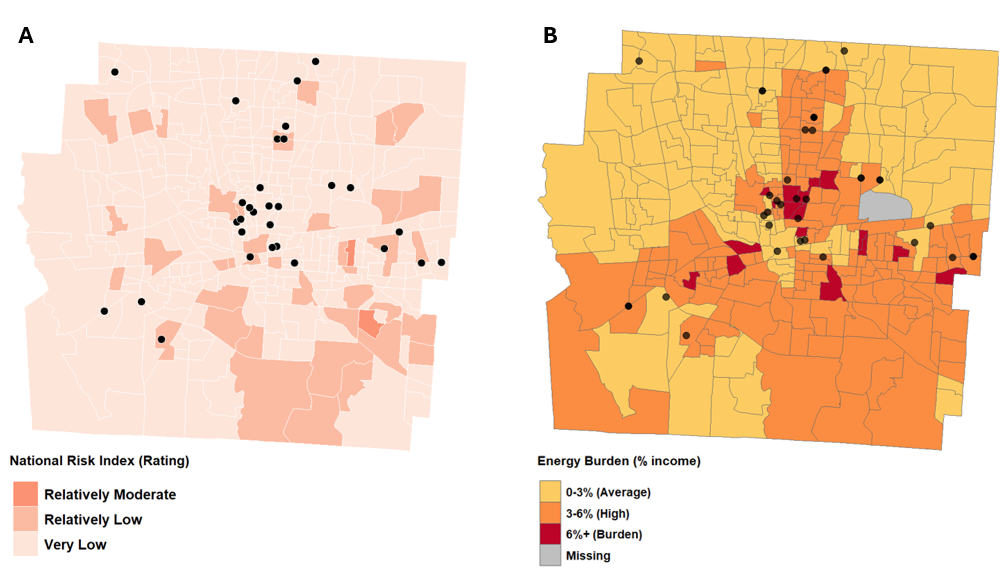 A
B
National Risk Index (Rating)
Relatively Moderate
Relatively Low
Very Low
Energy Burden (% income)
0-3% (Average)
3-6% (High)
6%+ (Burden)
Missing